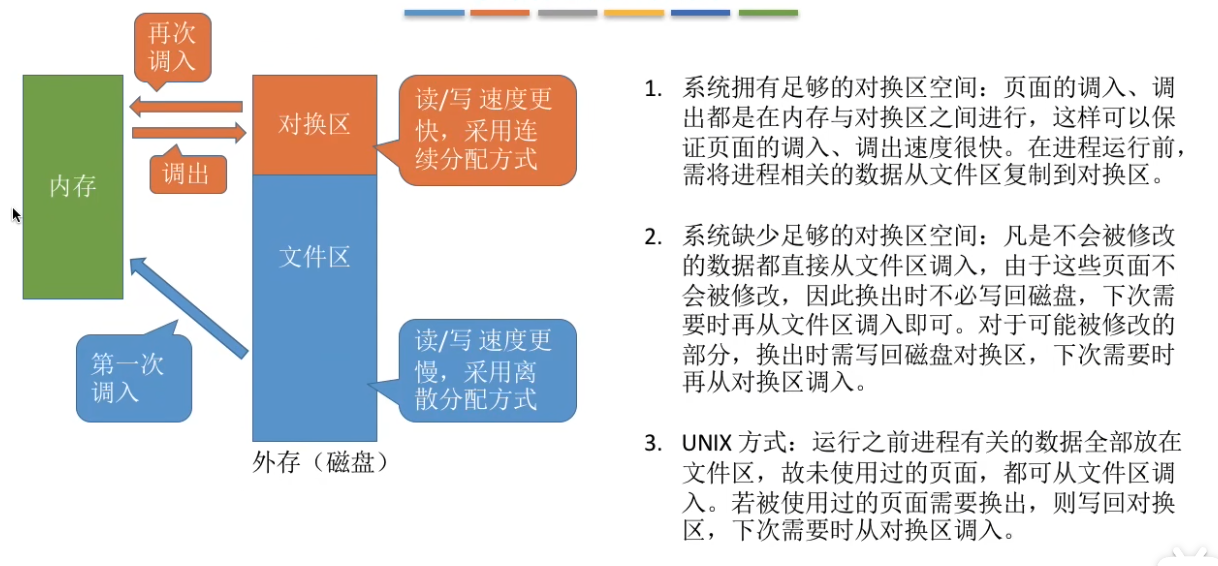 再次
调入
内存
调出
第一次
调入
对换区
文件区
外存（磁盘）
读/写 速度更
快，采用连
续分配方式
读/写 速度更
慢，采用离
散分配方式
1. 系统拥有足够的对换区空间：页面的调入、调
出都是在内存与对换区之间进行，这样可以保
证页面的调入、调出速度很快。在进程运行前，
需将进程相关的数据从文件区复制到对换区。
2. 系统缺少足够的对换区空间：凡是不会被修改
的数据都直接从文件区调入，由于这些页面不
会被修改，因此换出时不必写回磁盘，下次需
要时再从文件区调入即可。对于可能被修改的
部分，换出时需写回磁盘对换区，下次需要时
再从对换区调入。
3. UNIX 方式：运行之前进程有关的数据全部放在
文件区，故未使用过的页面，都可从文件区调
入。若被使用过的页面需要换出，则写回对换
区，下次需要时从对换区调入。